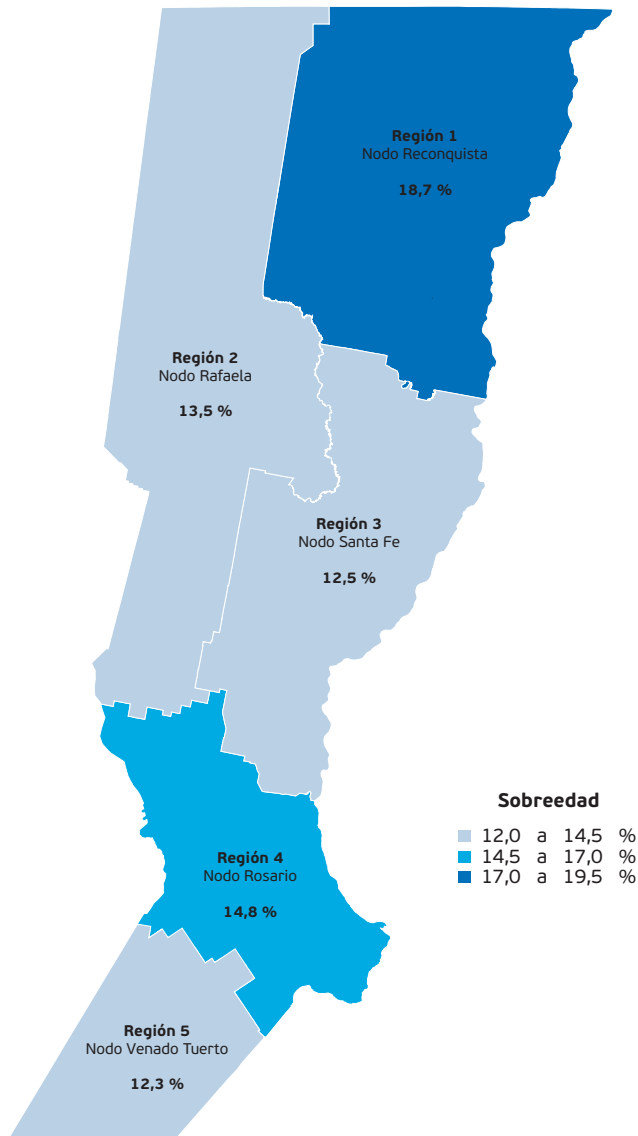 Región 1
Nodo Reconquista
18,7 %
Región 2
Nodo Rafaela
13,5 %
Región 3
Nodo Santa Fe
12,5 %
Sobreedad
12,0 a 14,5 %
14,5 a 17,0 %
17,0 a 19,5 %
Región 4
Nodo Rosario
14,8 %
Región 5
Nodo Venado Tuerto
12,3 %